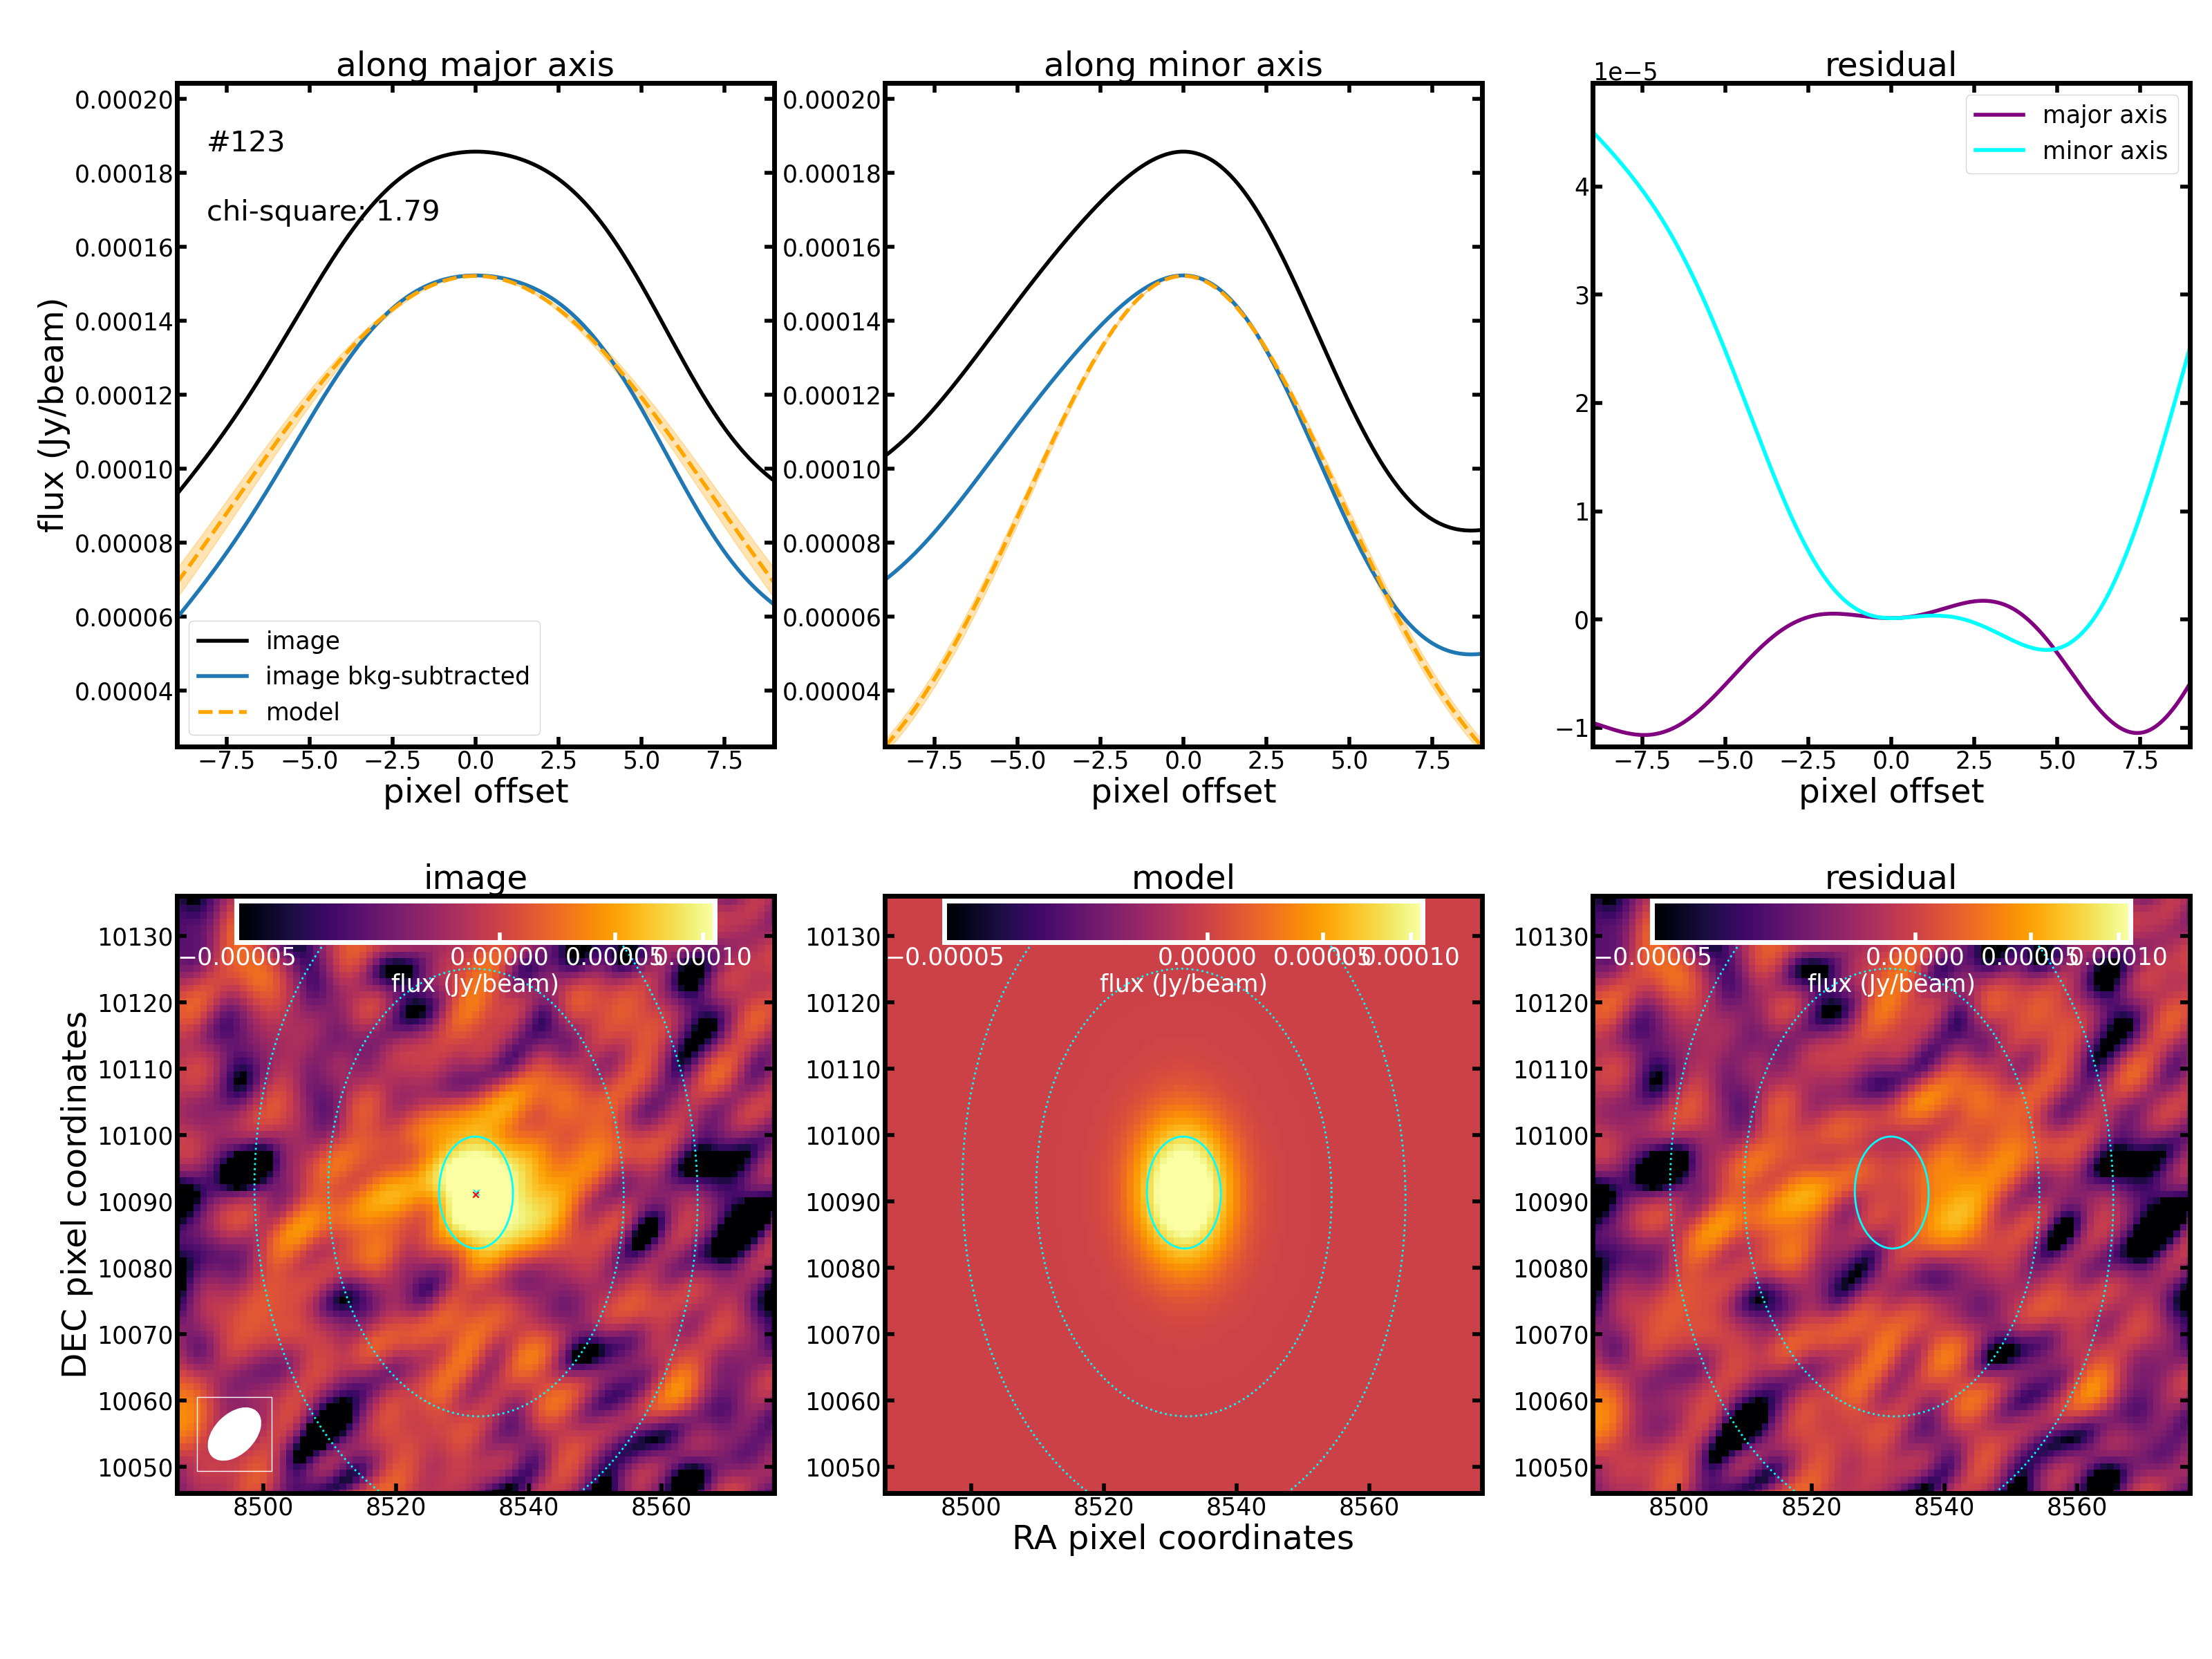 along major axis
along minor axis
residual
1e−5
0.00020
0.00018
0.00016
0.00014
0.00012
0.00010
0.00008
0.00006
0.00004
flux (Jy/beam)
#123
chi-square: 1.79
image
image bkg-subtracted
model
−7.5 −5.0 −2.5 0.0 2.5 5.0 7.5
pixel offset
0.00020
0.00018
0.00016
0.00014
0.00012
0.00010
0.00008
0.00006
0.00004
−7.5 −5.0 −2.5 0.0 2.5 5.0 7.5
pixel offset
major axis
minor axis
4
3
2
1
0
−1
−7.5 −5.0 −2.5 0.0 2.5 5.0 7.5
pixel offset
image
−0.00005 0.00000 0.00005 0.00010
flux (Jy/beam)
10130
10120
10110
10100
10090
10080
10070
10060
10050
DEC pixel coordinates
8500 8520 8540 8560
model
−0.00005 0.00000 0.00005 0.00010
flux (Jy/beam)
10130
10120
10110
10100
10090
10080
10070
10060
10050
8500 8520 8540 8560
RA pixel coordinates
residual
−0.00005 0.00000 0.00005 0.00010
flux (Jy/beam)
10130
10120
10110
10100
10090
10080
10070
10060
10050
8500 8520 8540 8560